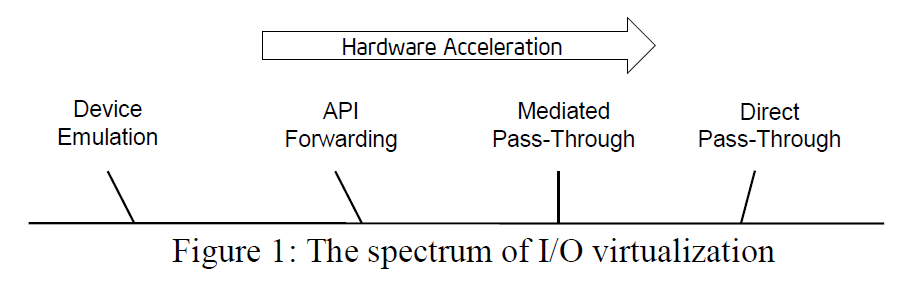 Hardware Acceleration
Device
Emulation
API
Forwarding
Mediated
Pass-Through
Direct
Pass-Through
Figure 1: The spectrum of I/O virtualization